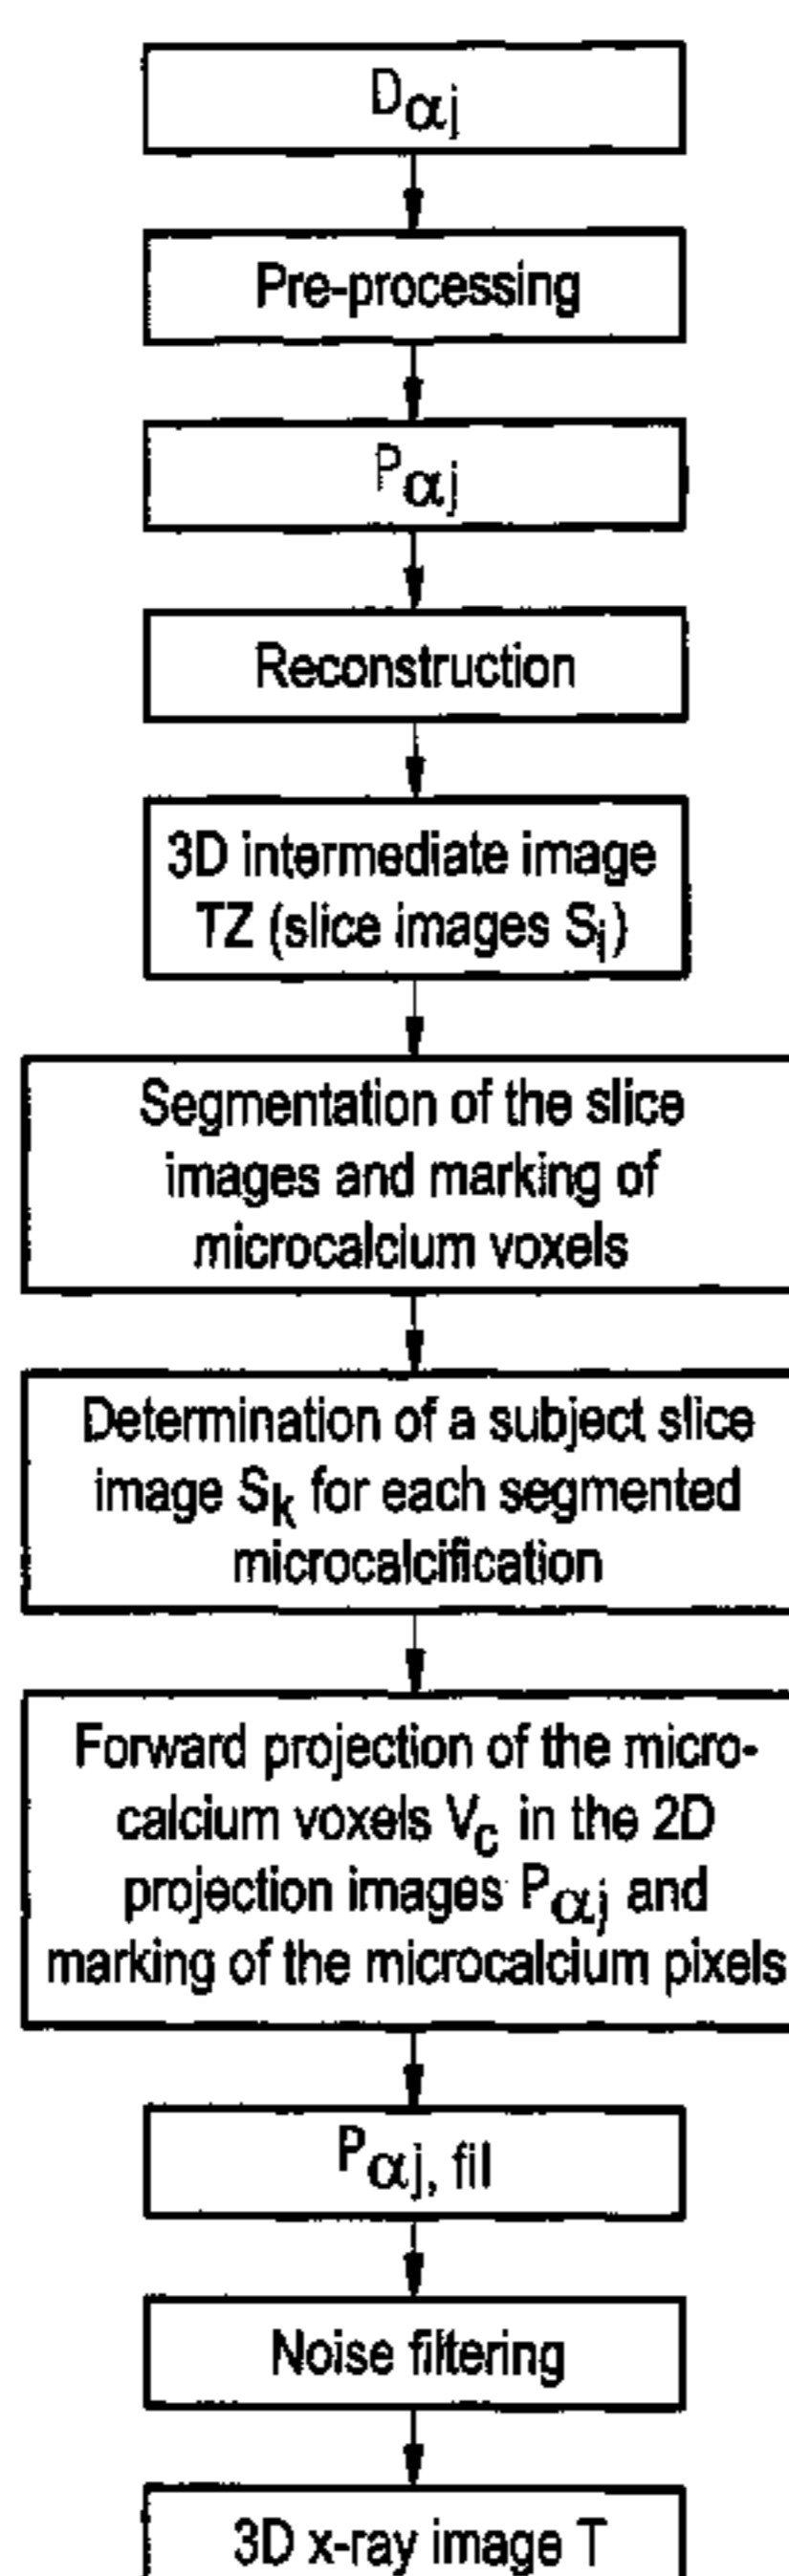 Dαj
Pre-processing
Pαj
Reconstruction
3D intermediate image
TZ (slice images Si)
Segmentation of the slice
images and marking of
microcalcium voxels
Determination of a subject slice
image Sk for each segmented
microcalcification
Forward projection of the micro-
calcium voxels Vc in the 2D
projection images Pαj and
marking of the microcalcium pixels
Pαj, fil
Noise filtering
3D x-ray image T